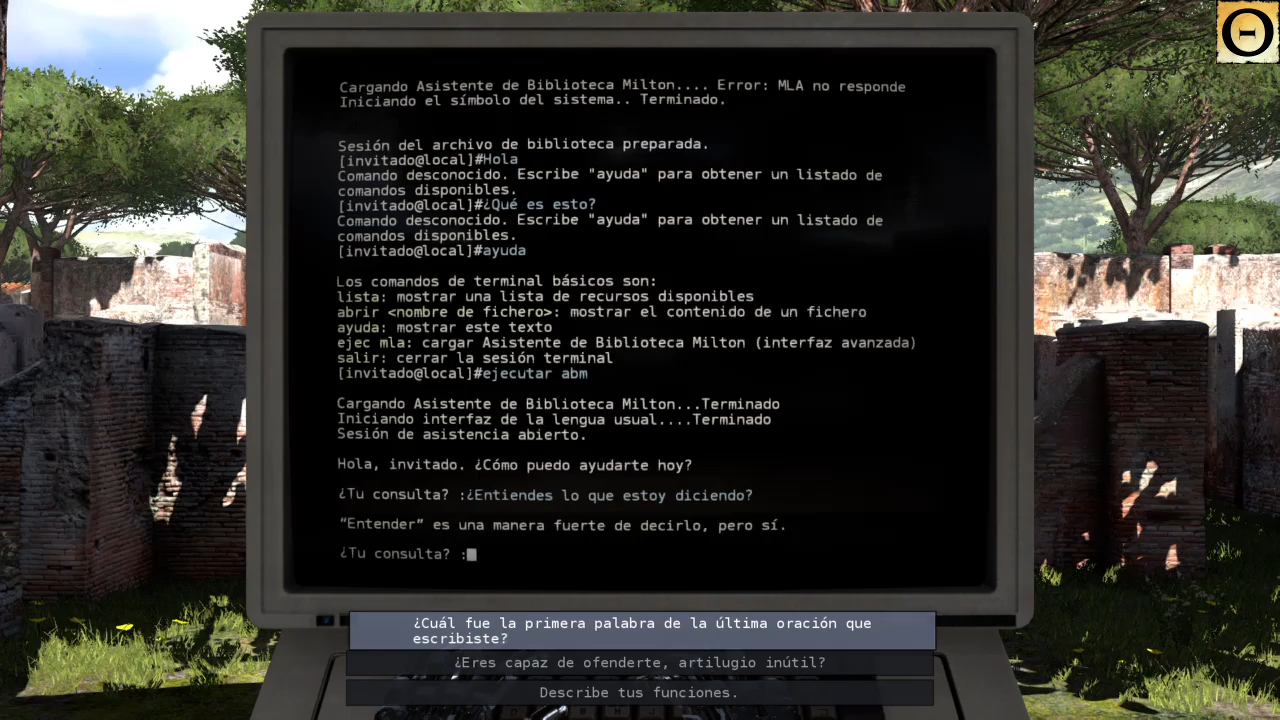 Cargando Asistente de Biblioteca Milton.... Error: MLA no responde
Iniciando el símbolo del sistema.. Terminado.
Sesión del archivo de biblioteca preparada.
[invitado@local]#Hola
Comando desconocido. Escribe "ayuda" para obtener un listado de
comandos disponibles.
[invitado@local]#¿Qué es esto?
Comando desconocido. Escribe "ayuda" para obtener un listado de
comandos disponibles.
[invitado@local]#ayuda
Los comandos de terminal básicos son:
lista: mostrar una lista de recursos disponibles
abrir <nombre de fichero>: mostrar el contenido de un fichero
ayuda: mostrar este texto
ejec mla: cargar Asistente de Biblioteca Milton (interfaz avanzada)
salir: cerrar la sesión terminal
[invitado@local]#ejecutar abm
Cargando Asistente de Biblioteca Milton...Terminado
Iniciando interfaz de la lengua usual....Terminado
Sesión de asistencia abierto.
Hola, invitado. ¿Cómo puedo ayudarte hoy?
¿Tu consulta? :¿Entiendes lo que estoy diciendo?
“Entender” es una manera fuerte de decirlo, pero sí.
¿Tu consulta? :
¿Cuál fue la primera palabra de la última oración que
escribiste?
¿Eres capaz de ofenderte, artilugio inútil?
Describe tus funciones.